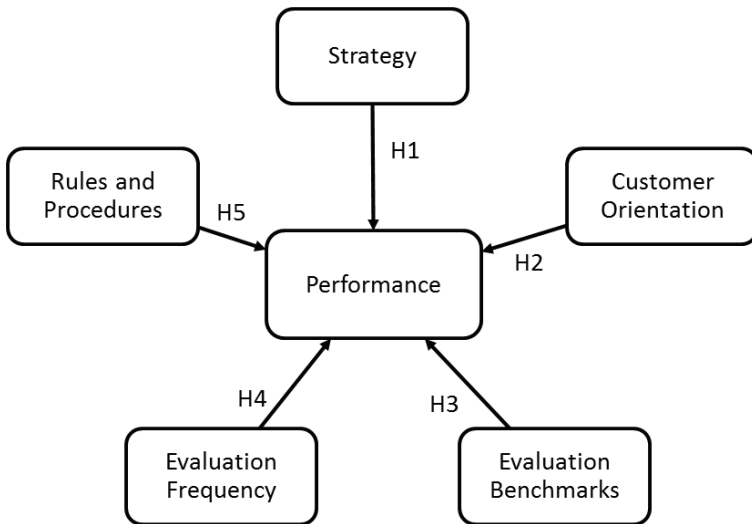 Strategy
H1
Rules and
Procedures
H5
Customer
Orientation
H2
Performance
H4
H3
Evaluation
Frequency
Evaluation
Benchmarks